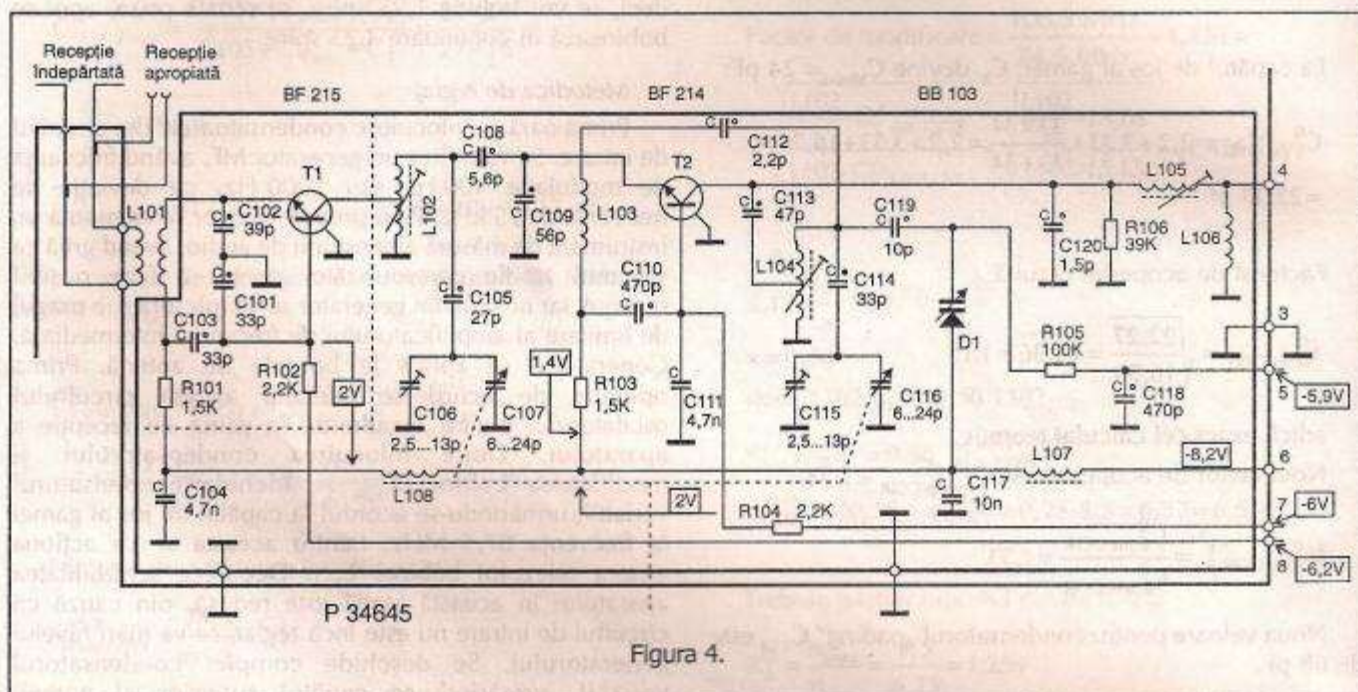 Recepție
îndepărtată
Recepție
apropiată
BF 215
BF 214
BB 103
L101
C102
39p
C101
33p
C103
33p
R101
1,5K
R102
2,2K
C104
4,7n
T1
L102
C108
5,6p
C109
56p
C105
27p
C106
2,5...13p
C107
6...24p
2V
L108
L103
C110
470p
1,4V
R103
1,5K
T2
C111
4,7n
2V
R104
2,2K
C112
2,2p
C113
47p
L104
C119
10p
C114
33p
C115
2,5...13p
C116
6...24p
D1
C117
10n
L105
C120
1,5p
R106
39K
L106
R105
100K
C118
470p
L107
4
3
5
-5,9V
-8,2V
6
7
-6V
8
-6,2V
P 34645
Figura 4.